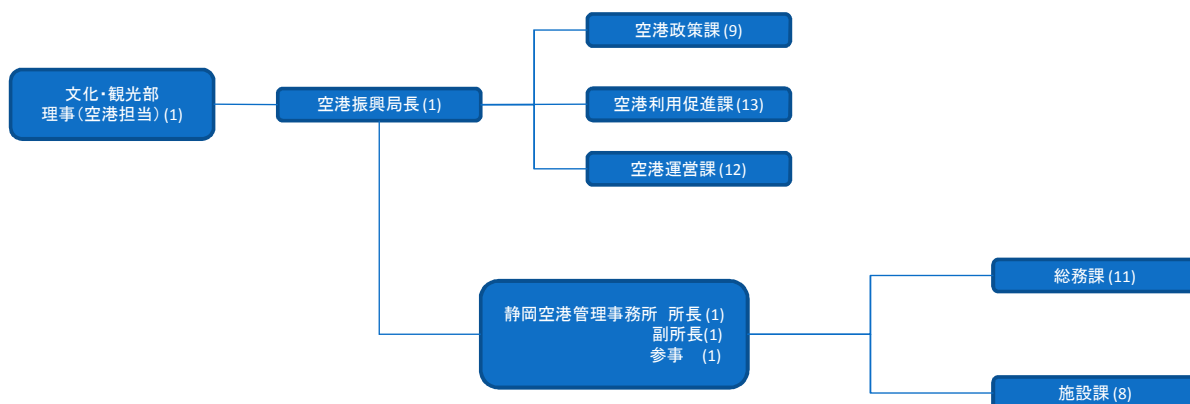 空港政策課(9)
文化・観光部
理事(空港担当)(1)
空港振興局長(1)
空港利用促進課(13)
空港運営課(12)
静岡空港管理事務所 所長(1)
副所長(1)
参事 (1)
総務課(11)
施設課(8)